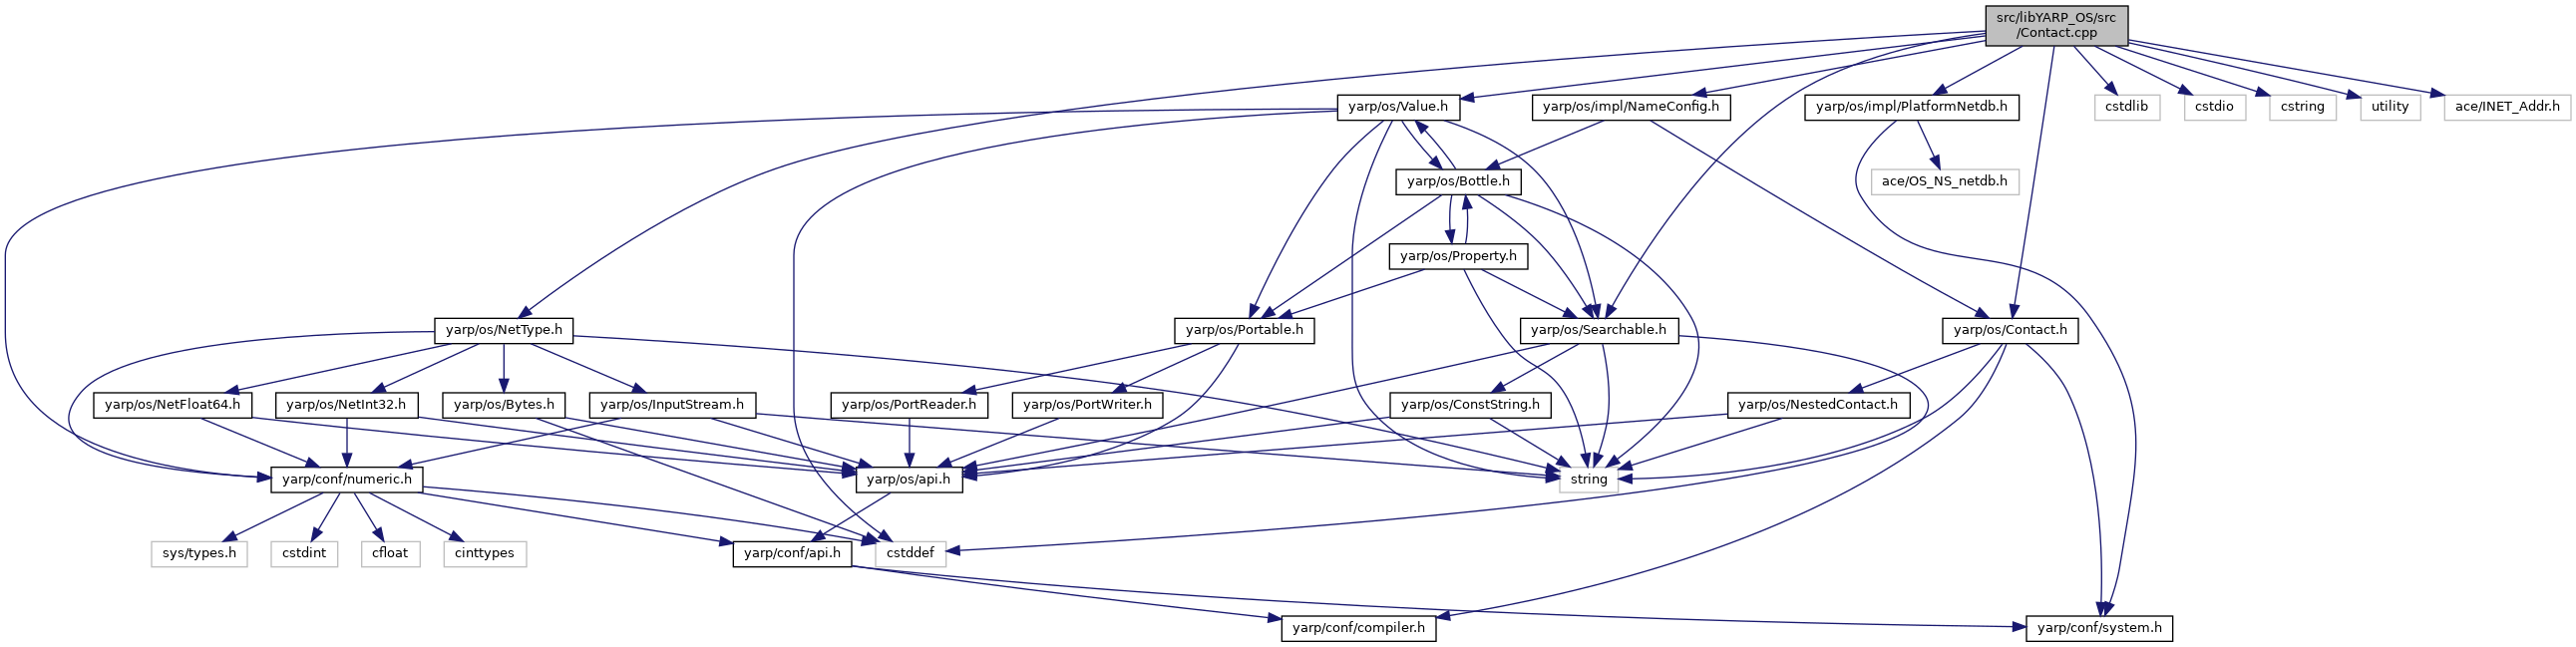 src/libYARP_OS/src
/Contact.cpp
yarp/os/Value.h
yarp/os/impl/NameConfig.h
yarp/os/impl/PlatformNetdb.h
cstdlib
cstdio
cstring
utility
ace/INET_Addr.h
yarp/os/Bottle.h
ace/OS_NS_netdb.h
yarp/os/Property.h
yarp/os/NetType.h
yarp/os/Portable.h
yarp/os/Searchable.h
yarp/os/Contact.h
yarp/os/NetFloat64.h
yarp/os/NetInt32.h
yarp/os/Bytes.h
yarp/os/InputStream.h
yarp/os/PortReader.h
yarp/os/PortWriter.h
yarp/os/ConstString.h
yarp/os/NestedContact.h
yarp/conf/numeric.h
yarp/os/api.h
string
sys/types.h
cstdint
cfloat
cinttypes
yarp/conf/api.h
cstddef
yarp/conf/compiler.h
yarp/conf/system.h